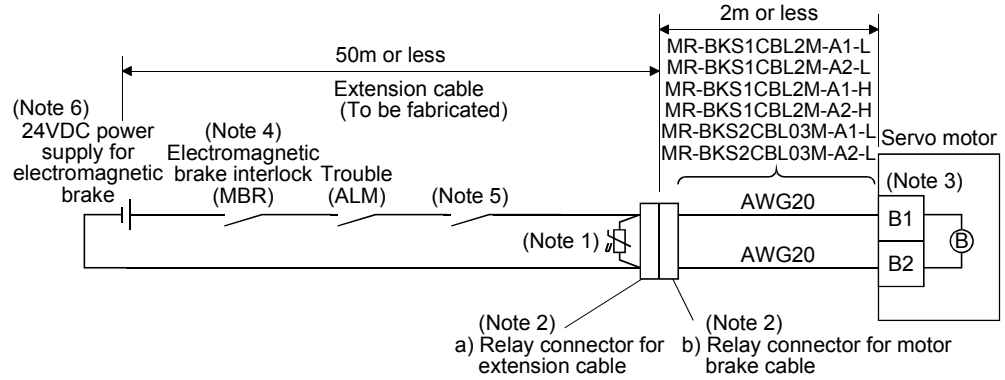 2m or less
50m or less
MR-BKS1CBL2M-A1-L
MR-BKS1CBL2M-A2-L
MR-BKS1CBL2M-A1-H
MR-BKS1CBL2M-A2-H
MR-BKS2CBL03M-A1-L
MR-BKS2CBL03M-A2-L
Extension cable
(To be fabricated)
(Note 6)
24VDC power
supply for
electromagnetic
brake
(Note 4)
Electromagnetic
brake interlock
(MBR)
Trouble
(ALM)
(Note 5)
Servo motor
(Note 3)
AWG20
B1
(Note 1)
U
B
AWG20
B2
(Note 2)
a) Relay connector for
extension cable
(Note 2)
b) Relay connector for motor
brake cable